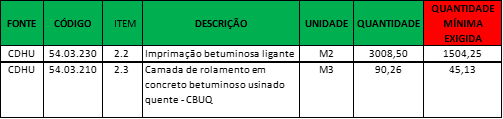 FONTE CÓDIGO ITEM DESCRIÇÃO UNIDADE QUANTIDADE QUANTIDADE MÍNIMA EXIGIDA
CDHU 54.03.230 2.2 Imprimação betuminosa ligante M2 3008,50 1504,25
CDHU 54.03.210 2.3 Camada de rolamento em M3 90,26 45,13
concreto betuminoso usinado
quente - CBUQ